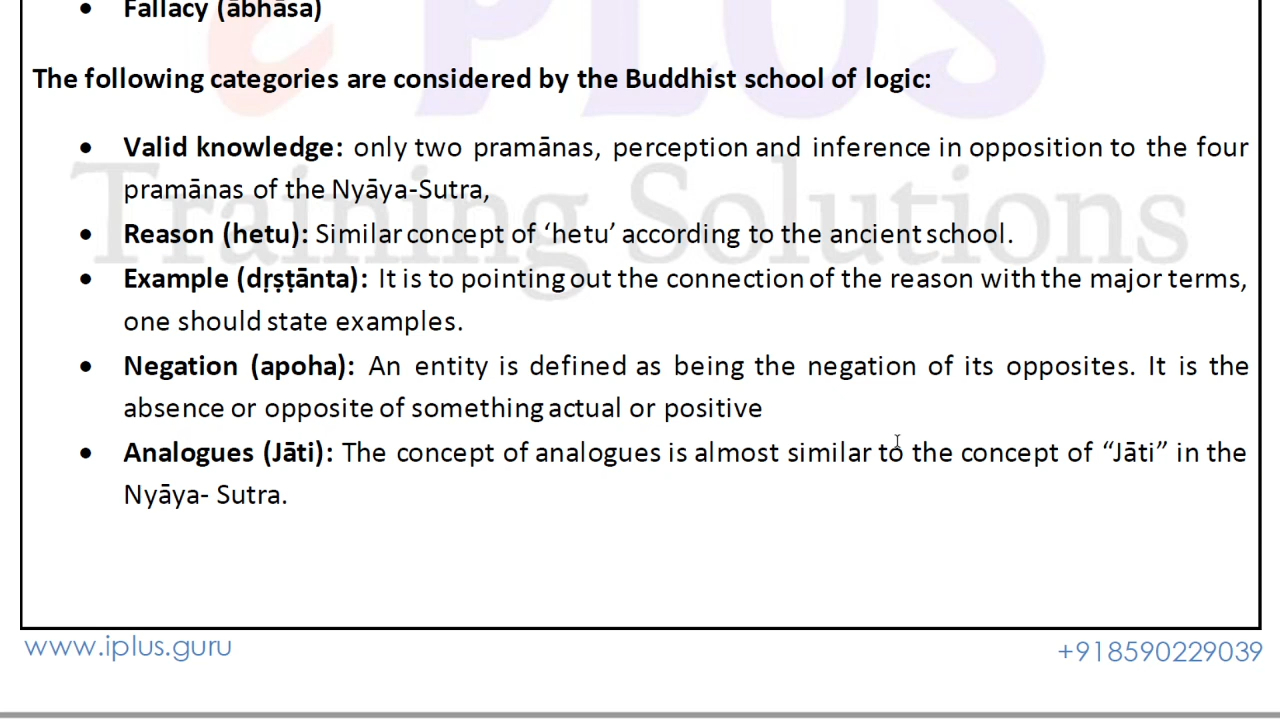 • Fallacy (ābhāsa)
The following categories are considered by the Buddhist school of logic:
• Valid knowledge: only two pramānas, perception and inference in opposition to the four
pramānas of the Nyāya-Sutra,
• Reason (hetu): Similar concept of ‘hetu’ according to the ancient school.
• Example (dṛṣṭānta): It is to pointing out the connection of the reason with the major terms,
one should state examples.
• Negation (apoha): An entity is defined as being the negation of its opposites. It is the
absence or opposite of something actual or positive
• Analogues (Jāti): The concept of analogues is almost similar to the concept of “Jāti” in the
Nyāya- Sutra.
PLUS
Training Solutions
www.iplus.guru
+918590229039